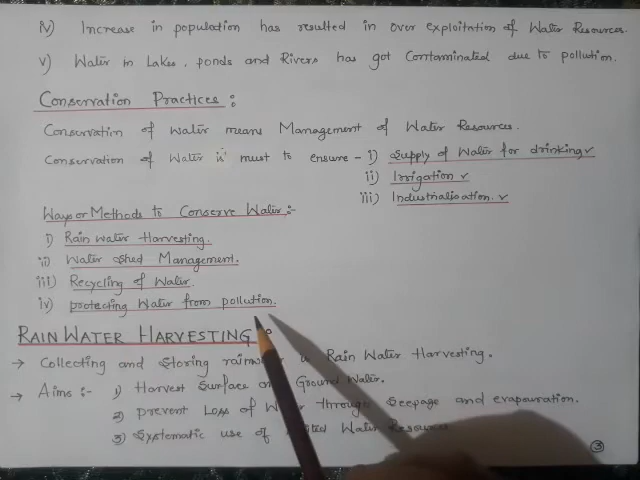 iv) Increase in population has resulted in over exploitation of Water Resources.
v) Water in Lakes, ponds and Rivers has got Contaminated due to pollution.
Conservation Practices :
Conservation of water means Management of Water Resources.
Conservation of Water is must to ensure - i) Supply of Water for drinking ✓
ii) Irrigation ✓
iii) Industrialisation. ✓
Ways or Methods to Conserve Water :-
i) Rain water Harvesting.
ii) Water shed Management.
iii) Recycling of Water.
iv) protecting Water from pollution.
RAIN WATER HARVESTING :
→ Collecting and Storing Rain Water Harvesting.
→ Aims :- 1) Harvest Surface Ground Water.
2) prevent Loss of through Seepage and evapouration.
3) Systematic use of Water
3